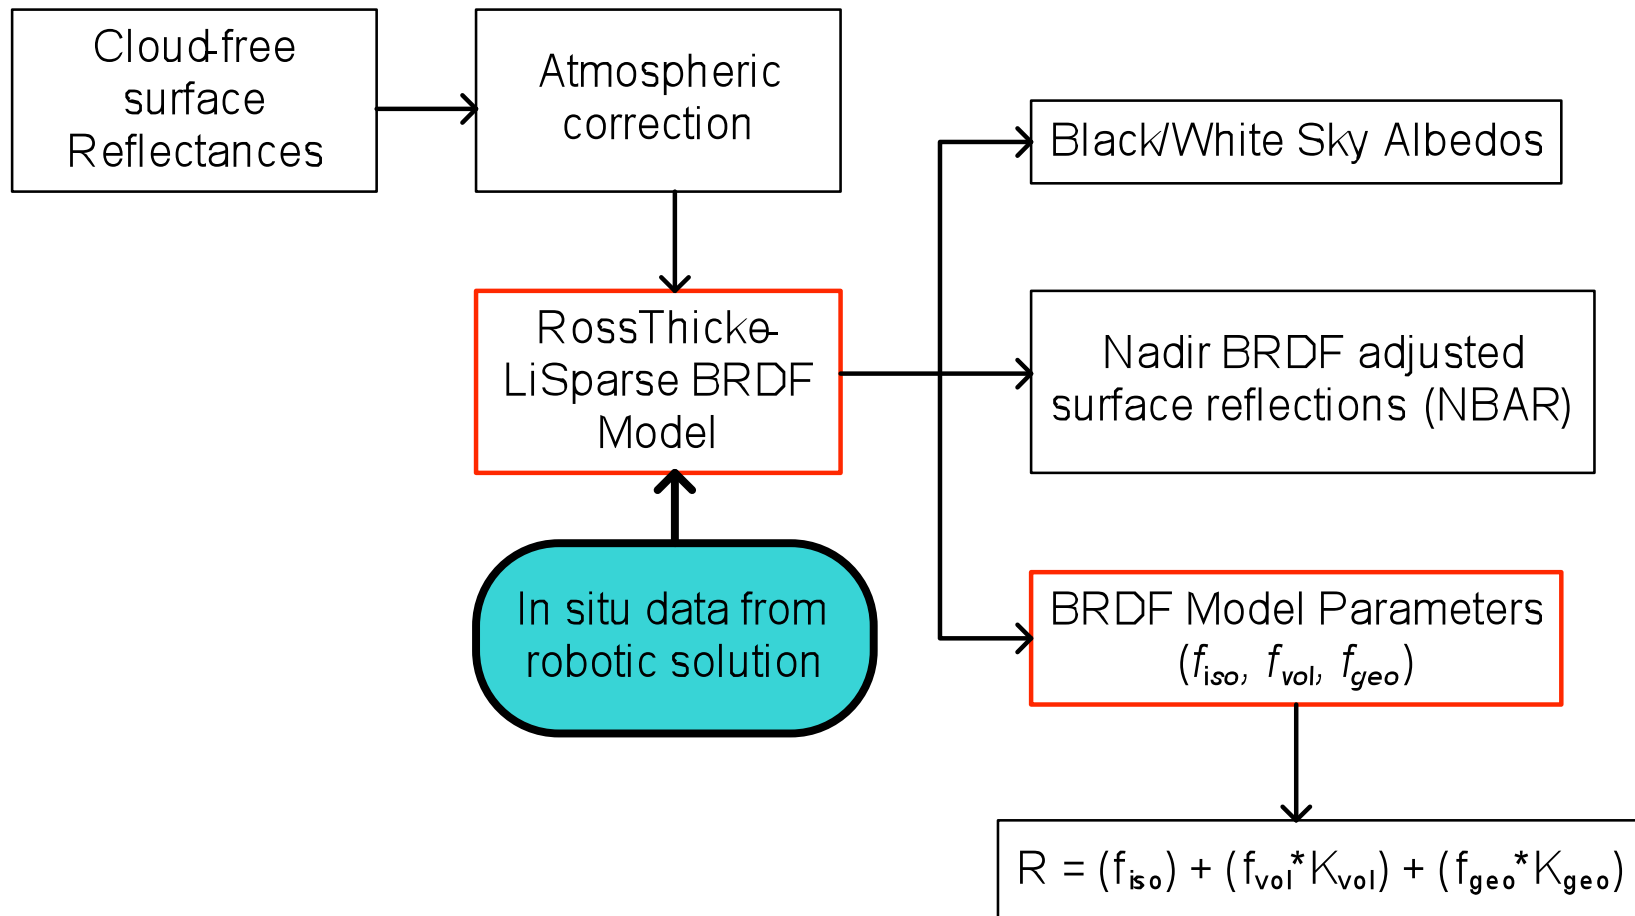 Cloud-free
surface
Reflectances
Atmospheric
correction
Black/White Sky Albedos
RossThicke-
LiSparse BRDF
Model
Nadir BRDF adjusted
surface reflections (NBAR)
In situ data from
robotic solution
BRDF Model Parameters
(fiso, fvol, fgeo)
R = (fiso) + (fvol*Kvol) + (fgeo*Kgeo)